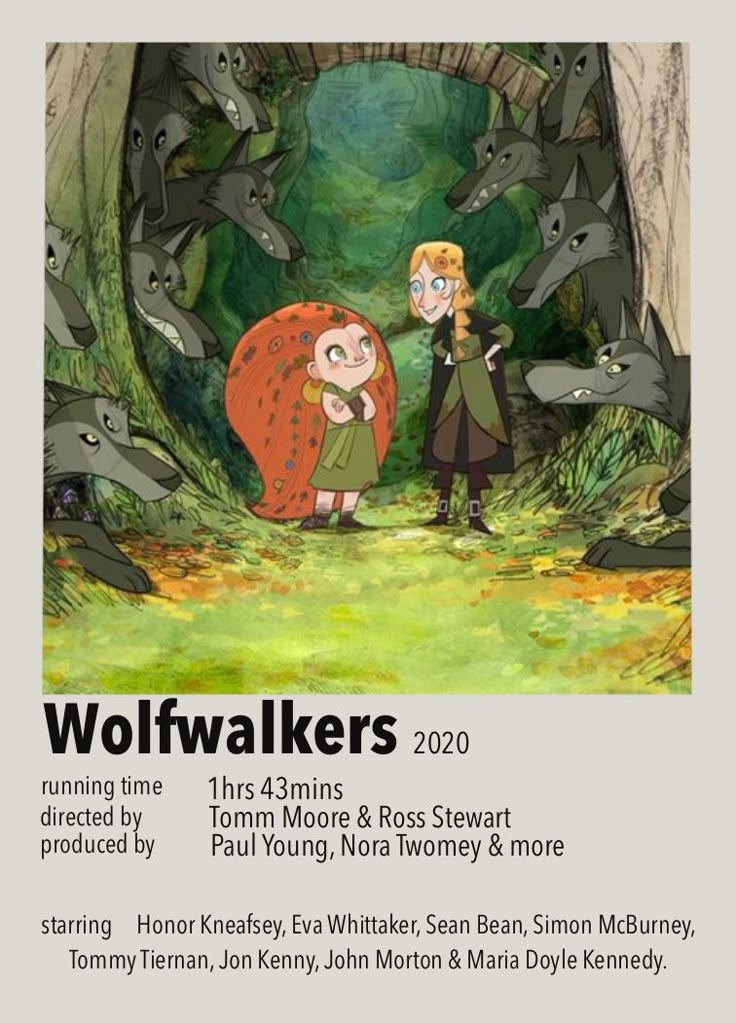 Wolfwalkers 2020
running time 1hrs 43mins
directed by Tomm Moore & Ross Stewart
produced by Paul Young, Nora Twomey & more
starring Honor Kneafsey, Eva Whittaker, Sean Bean, Simon McBurney,
Tommy Tiernan, Jon Kenny, John Morton & Maria Doyle Kennedy.